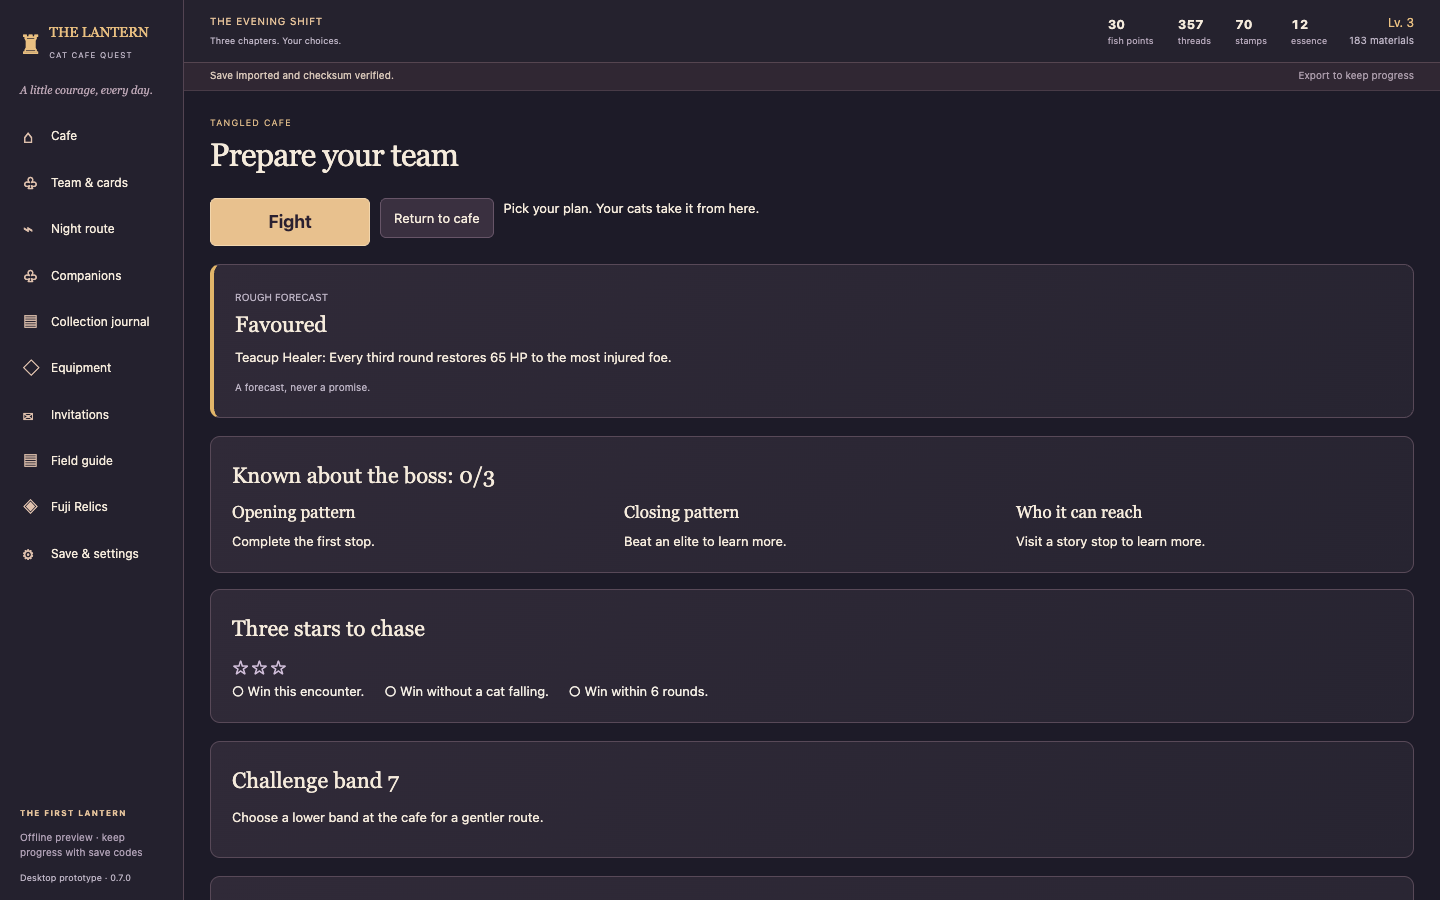 THE LANTERN
CAT CAFE QUEST
A little courage, every day.
Cafe
Team & cards
Night route
Companions
Collection journal
Equipment
Invitations
Field guide
Fuji Relics
Save & settings
THE FIRST LANTERN
Offline preview · keep
progress with save codes
Desktop prototype · 0.7.0
THE EVENING SHIFT
Three chapters. Your choices.
30
fish points
357
threads
70
stamps
12
essence
Lv. 3
183 materials
Save imported and checksum verified.
Export to keep progress
TANGLED CAFE
Prepare your team
Fight
Return to cafe
Pick your plan. Your cats take it from here.
ROUGH FORECAST
Favoured
Teacup Healer: Every third round restores 65 HP to the most injured foe.
A forecast, never a promise.
Known about the boss: 0/3
Opening pattern
Complete the first stop.
Closing pattern
Beat an elite to learn more.
Who it can reach
Visit a story stop to learn more.
Three stars to chase
☆☆☆
○ Win this encounter. ○ Win without a cat falling. ○ Win within 6 rounds.
Challenge band 7
Choose a lower band at the cafe for a gentler route.